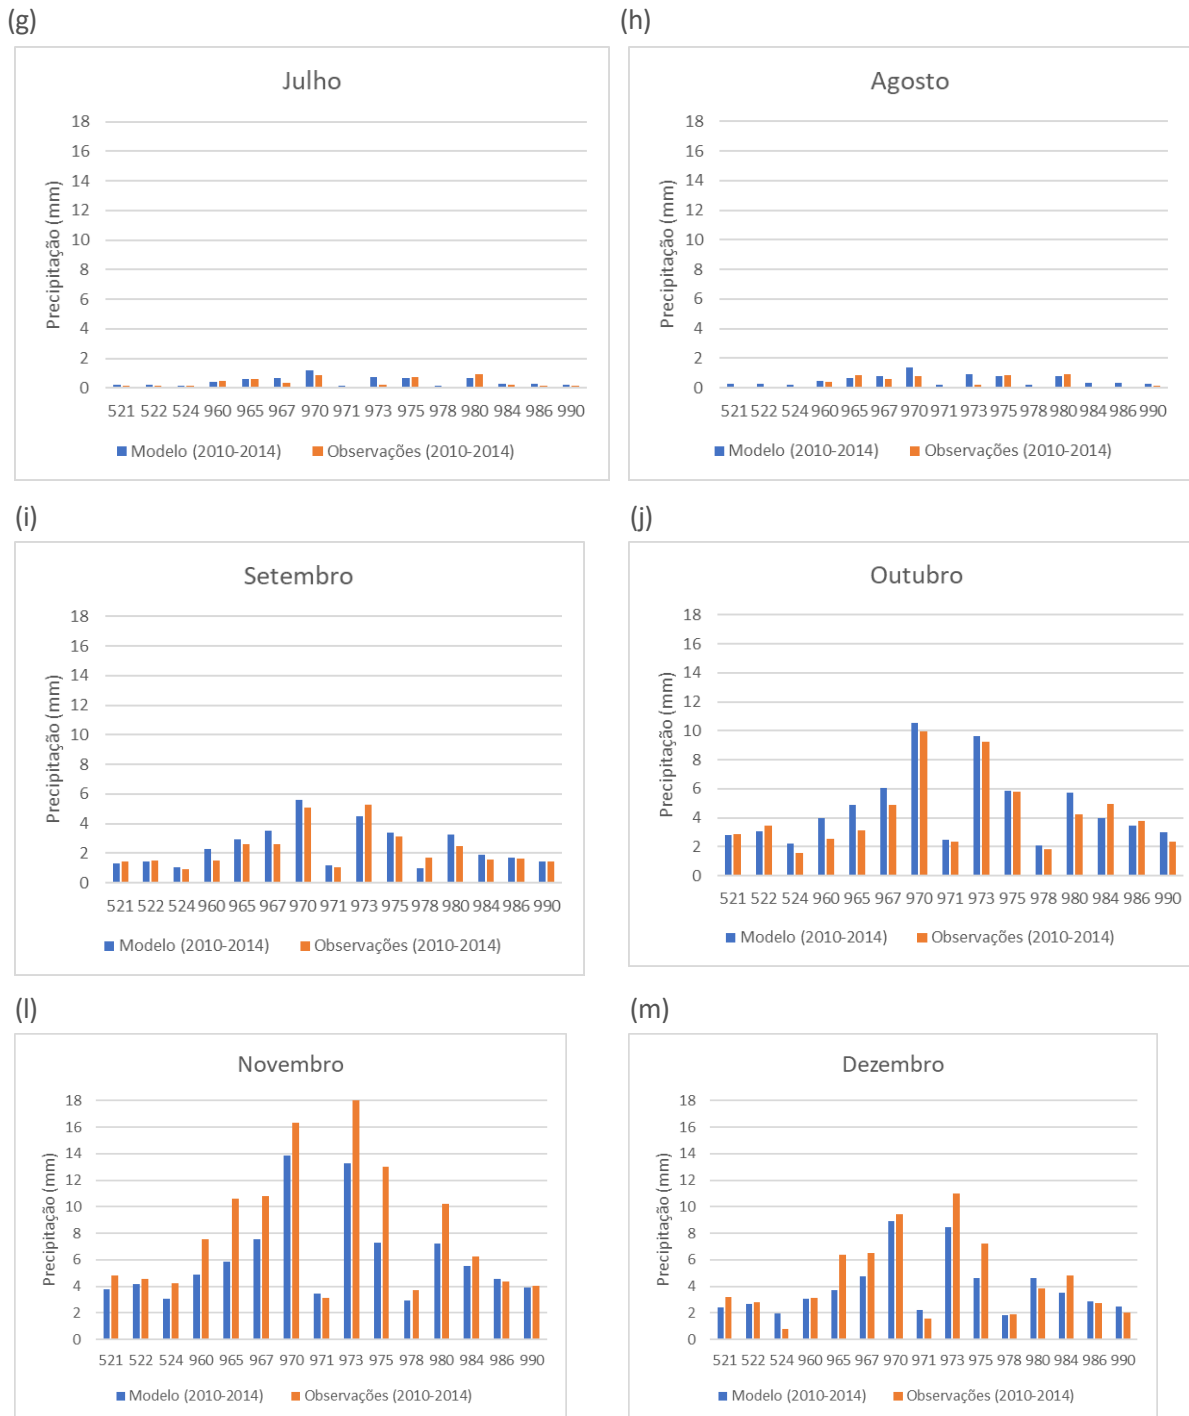 (g)
Julho
Precipitação (mm)
18
16
14
12
10
8
6
4
2
0
521 522 524 960 965 967 970 971 973 975 978 980 984 986 990
Modelo (2010-2014) Observações (2010-2014)
(h)
Agosto
Precipitação (mm)
18
16
14
12
10
8
6
4
2
0
521 522 524 960 965 967 970 971 973 975 978 980 984 986 990
Modelo (2010-2014) Observações (2010-2014)
(i)
Setembro
Precipitação (mm)
18
16
14
12
10
8
6
4
2
0
521 522 524 960 965 967 970 971 973 975 978 980 984 986 990
Modelo (2010-2014) Observações (2010-2014)
(j)
Outubro
Precipitação (mm)
18
16
14
12
10
8
6
4
2
0
521 522 524 960 965 967 970 971 973 975 978 980 984 986 990
Modelo (2010-2014) Observações (2010-2014)
(l)
Novembro
Precipitação (mm)
18
16
14
12
10
8
6
4
2
0
521 522 524 960 965 967 970 971 973 975 978 980 984 986 990
Modelo (2010-2014) Observações (2010-2014)
(m)
Dezembro
Precipitação (mm)
18
16
14
12
10
8
6
4
2
0
521 522 524 960 965 967 970 971 973 975 978 980 984 986 990
Modelo (2010-2014) Observações (2010-2014)